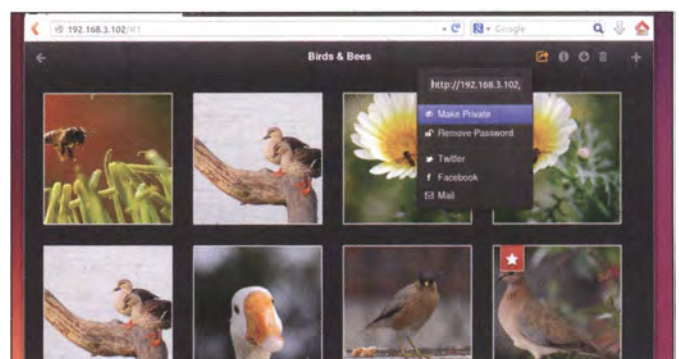 192.168.3.102/#1
Google
Birds & Bees
http://192.168.3.102,
Make Private
Remove Password
Twitter
Facebook
Mail